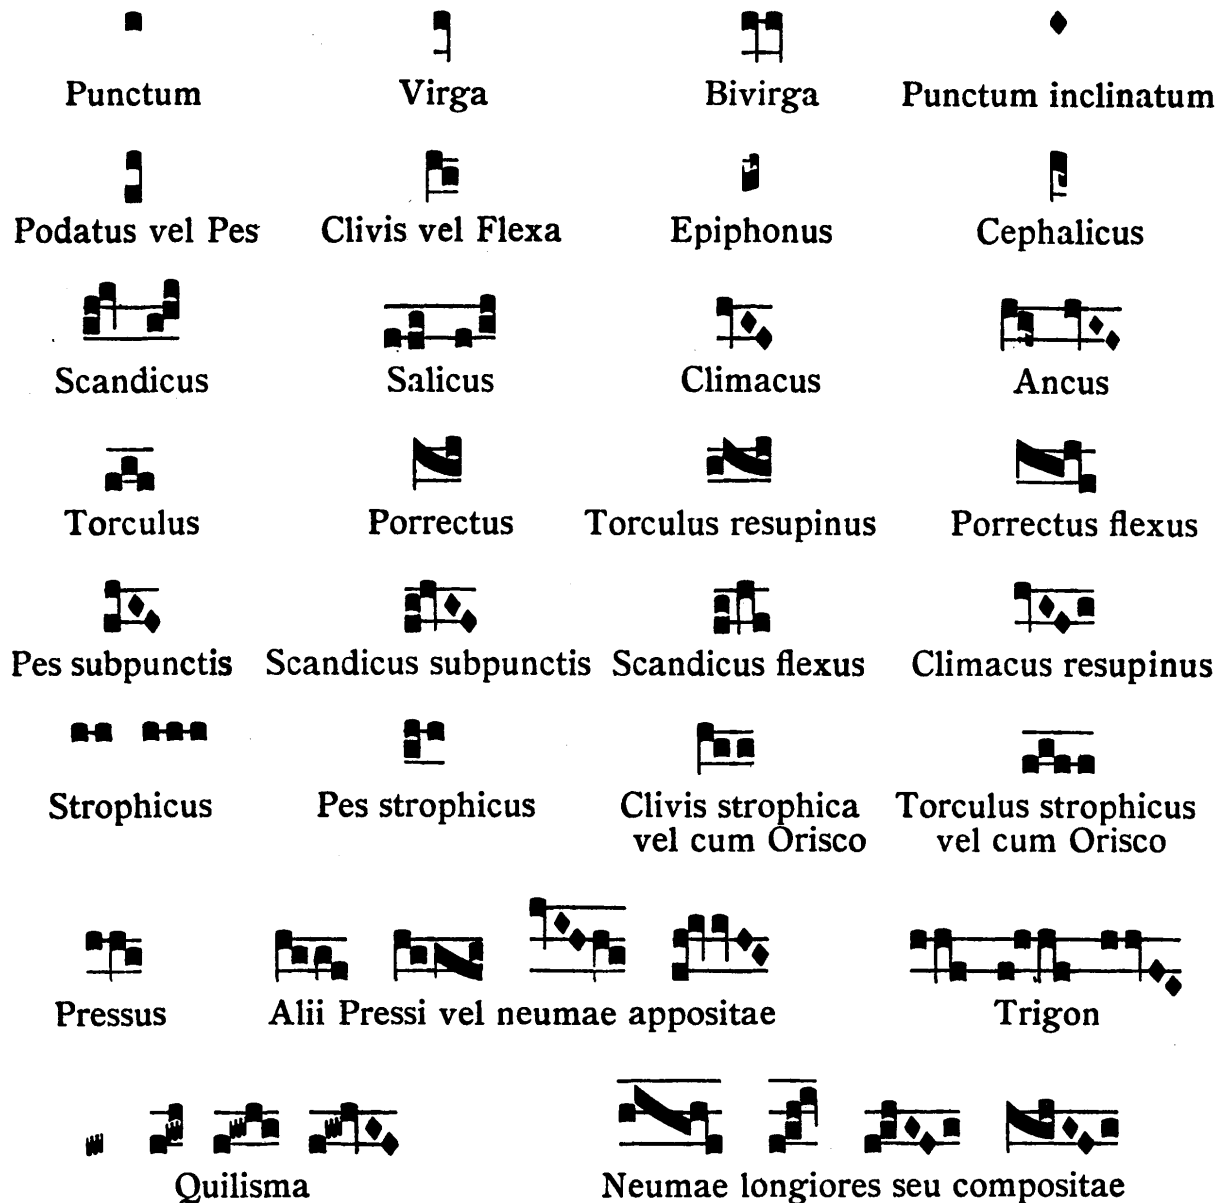 Punctum Virga Bivirga Punctum inclinatum
Podatus vel Pes Clivis vel Flexa Epiphonus Cephalicus
Scandicus Salicus Climacus Ancus
Torculus Porrectus Torculus resupinus Porrectus flexus
Pes subpunctis Scandicus subpunctis Scandicus flexus Climacus resupinus
Strophicus Pes strophicus Clivis strophica Torculus strophicus
vel cum Orisco vel cum Orisco
Pressus Alii Pressi vel neumae appositae Trigon
Quilisma Neumae longiores seu compositae